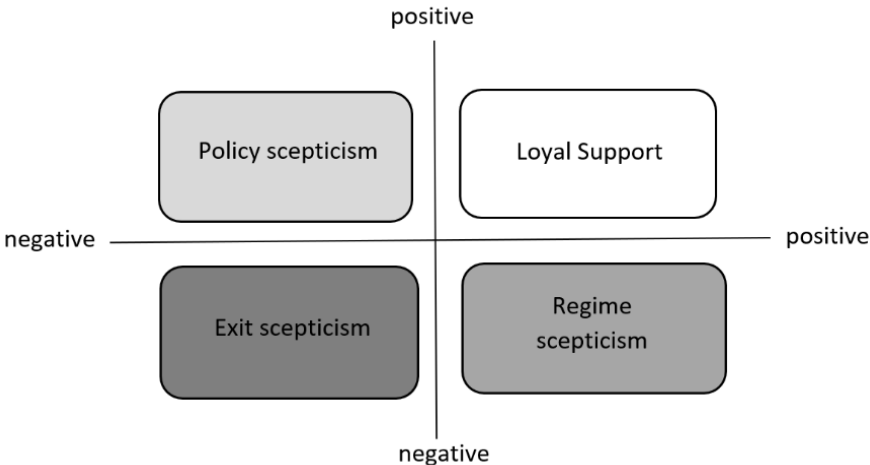 positive
Policy scepticism
Loyal Support
negative
positive
Exit scepticism
Regime
scepticism
negative